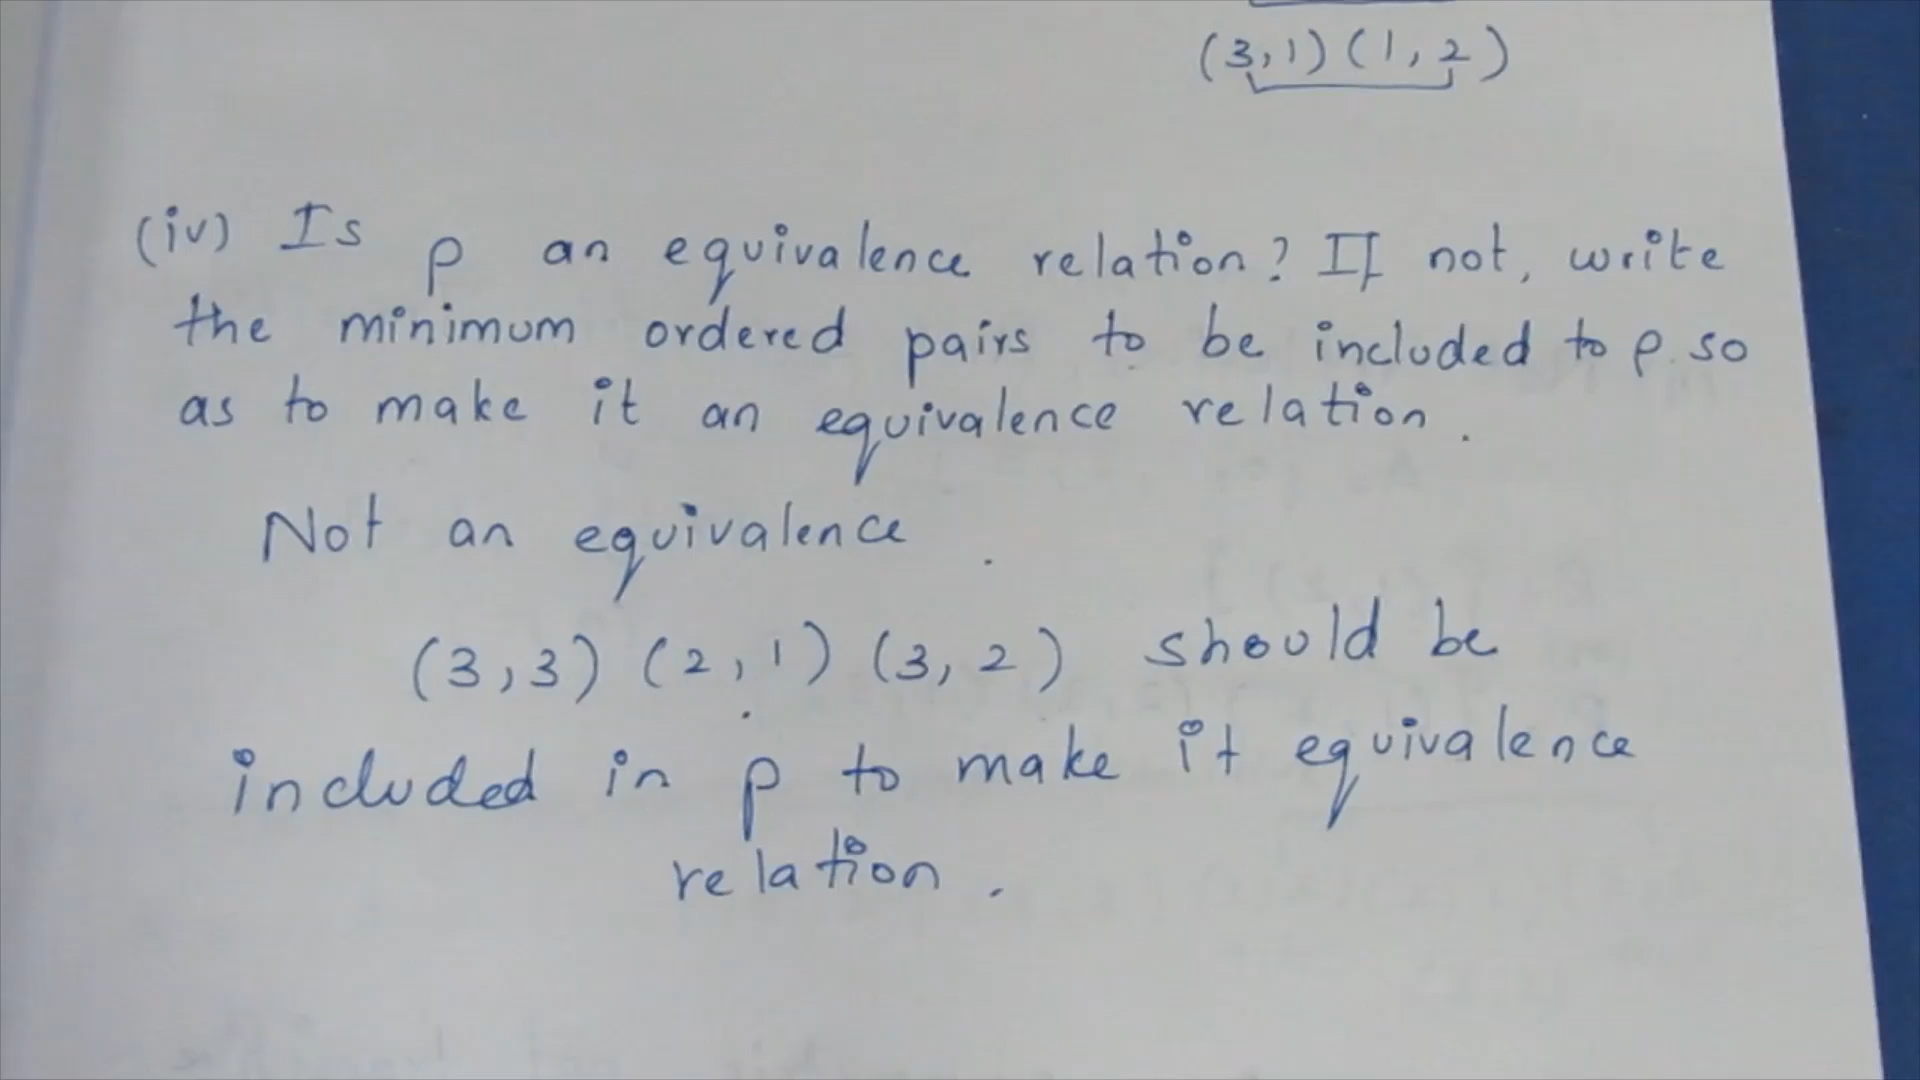 (3,1) (1,2)
(iv) Is ρ an equivalence relation? If not, write
the minimum ordered pairs to be included to ρ so
as to make it an equivalence relation.
Not an equivalence.
(3,3) (2,1) (3,2) should be
included in ρ to make it equivalence
relation.